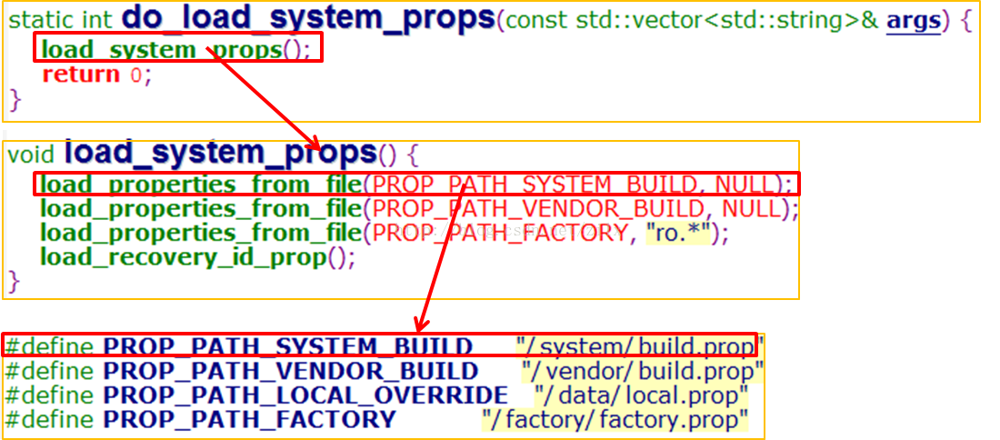 static int do_load_system_props(const std::vector<std::string>& args) {
load_system_props();
return 0;
}
void load_system_props() {
load_properties_from_file(PROP_PATH_SYSTEM_BUILD, NULL);
load_properties_from_file(PROP_PATH_VENDOR_BUILD, NULL);
load_properties_from_file(PROP_PATH_FACTORY, "ro.*");
load_recovery_id_prop();
}
#define PROP_PATH_SYSTEM_BUILD "/system/build.prop"
#define PROP_PATH_VENDOR_BUILD "/vendor/build.prop"
#define PROP_PATH_LOCAL_OVERRIDE "/data/local.prop"
#define PROP_PATH_FACTORY "/factory/factory.prop"